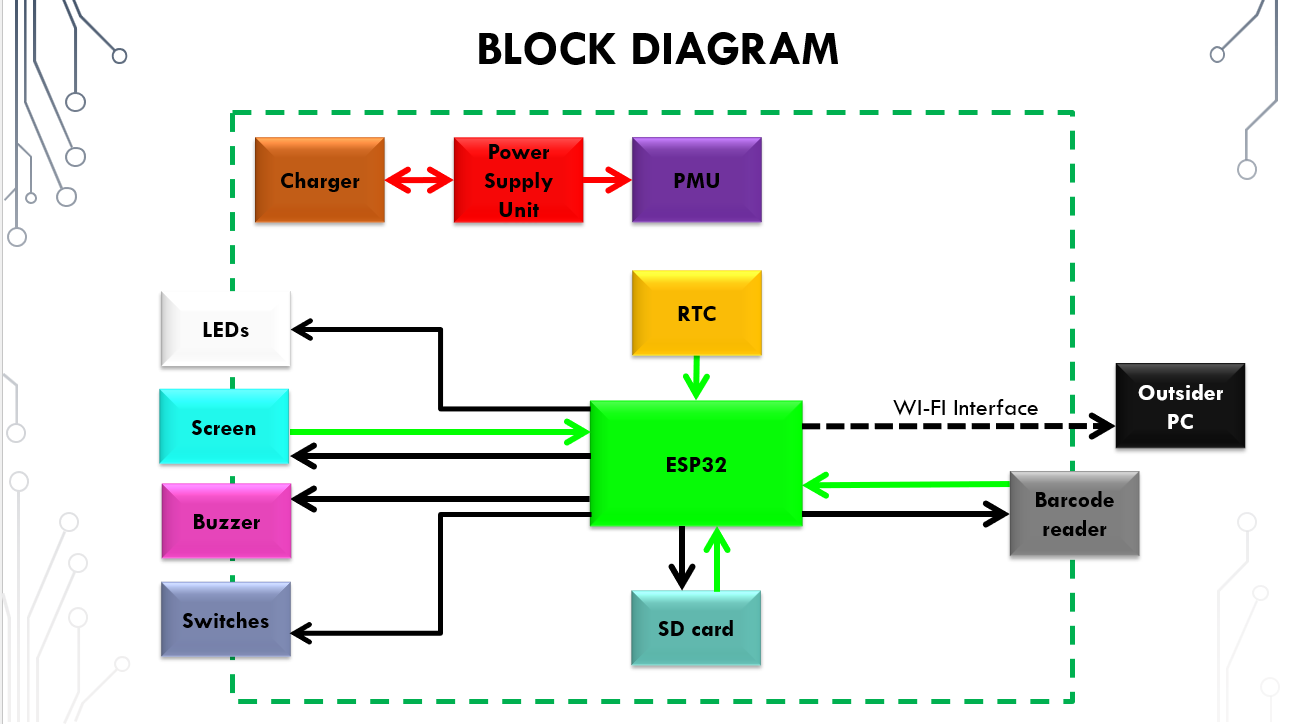 BLOCK DIAGRAM
Charger
Power
Supply
Unit
PMU
RTC
LEDs
Screen
Buzzer
Switches
ESP32
WI-FI Interface
Outsider
PC
Barcode
reader
SD card